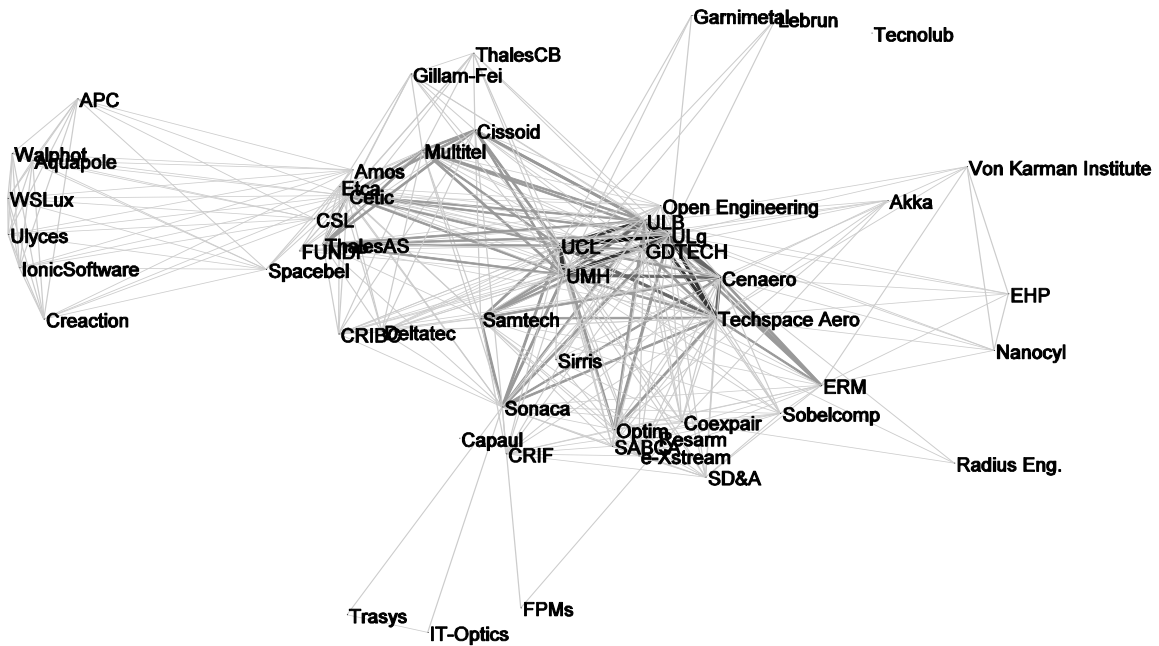 Garnimetal
Lebrun
Tecnolub
ThalesCB
Gillam-Fei
APC
Cissoid
Multitel
Walphot
Aquapole
Amos
Von Karman Institute
Etca
Cetic
WSLux
Akka
Open Engineering
CSL
ULB
Ulyces
ULg
ThalesAS
UCL
FUNDP
GDTECH
IonicSoftware
Spacebel
UMH
Cenaero
EHP
Creaction
Samtech
Techspace Aero
CRIBC
Deltatec
Nanocyl
Sirris
ERM
Sonaca
Sobelcomp
Coexpair
Optim
Capaul
Resarm
SABCA
CRIF
e-Xstream
Radius Eng.
SD&A
FPMs
Trasys
IT-Optics